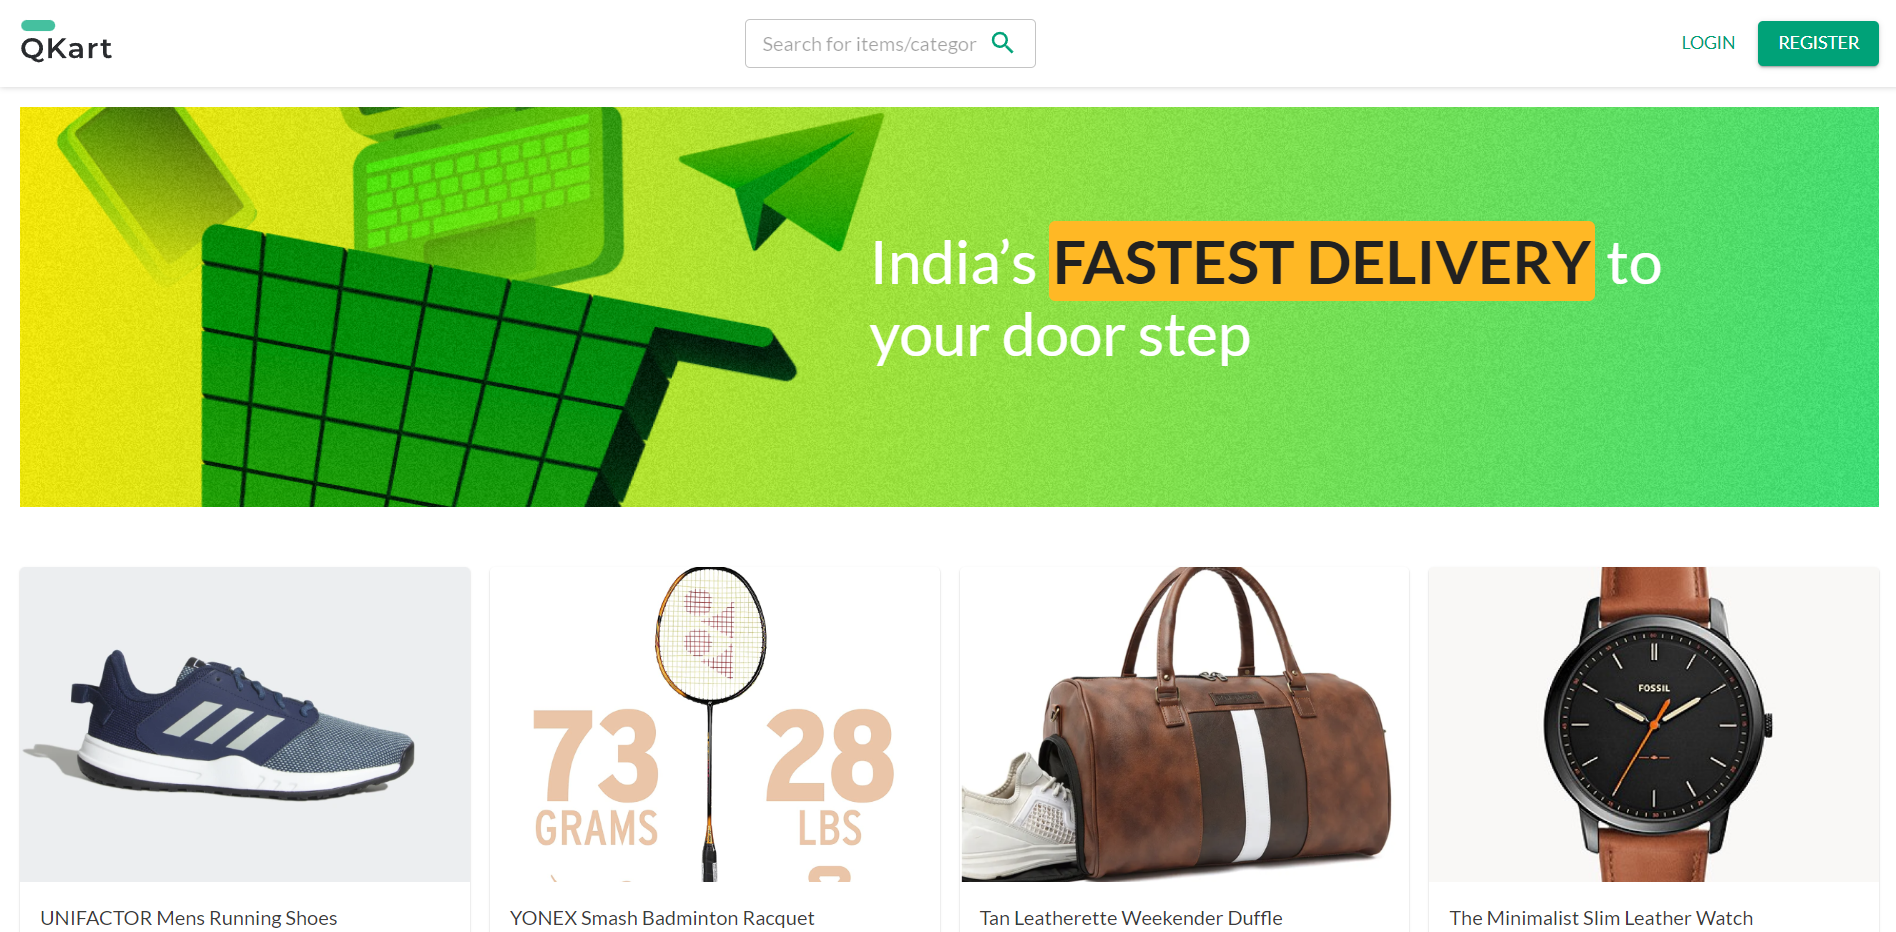 QKart
Search for items/categor
LOGIN
REGISTER
India’s FASTEST DELIVERY to
your door step
73
GRAMS
28
LBS
FOSSIL
UNIFACTOR Mens Running Shoes
YONEX Smash Badminton Racquet
Tan Leatherette Weekender Duffle
The Minimalist Slim Leather Watch